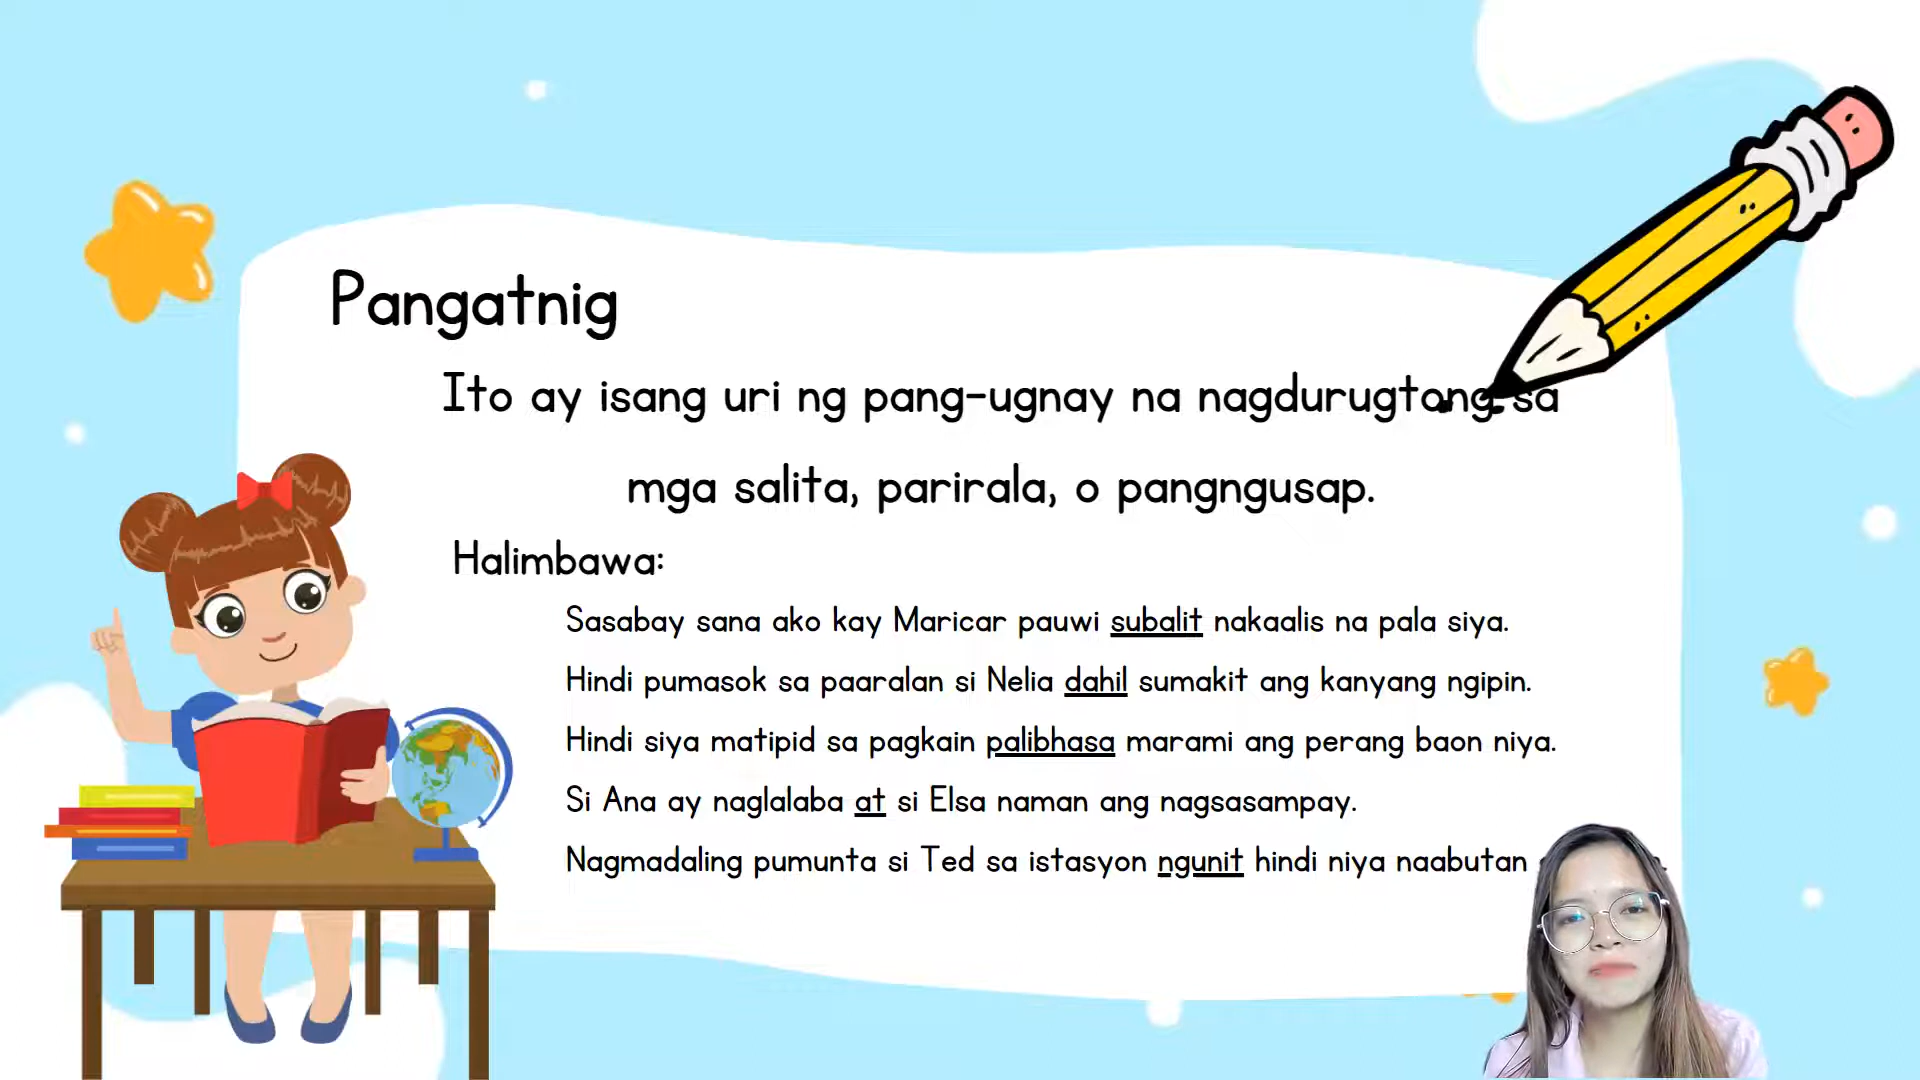 Pangatnig
Ito ay isang uri ng pang-ugnay na nagdurugtong sa
mga salita, parirala, o pangngusap.
Halimbawa:
Sasabay sana ako kay Maricar pauwi subalit nakaalis na pala siya.
Hindi pumasok sa paaralan si Nelia dahil sumakit ang kanyang ngipin.
Hindi siya matipid sa pagkain palibhasa marami ang perang baon niya.
Si Ana ay naglalaba at si Elsa naman ang nagsasampay.
Nagmadaling pumunta si Ted sa istasyon ngunit hindi niya naabutan